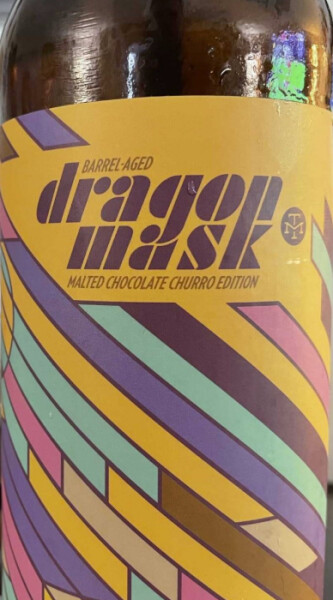 BARREL-AGED
dragon
mask
MALTED CHOCOLATE CHURRO EDITION